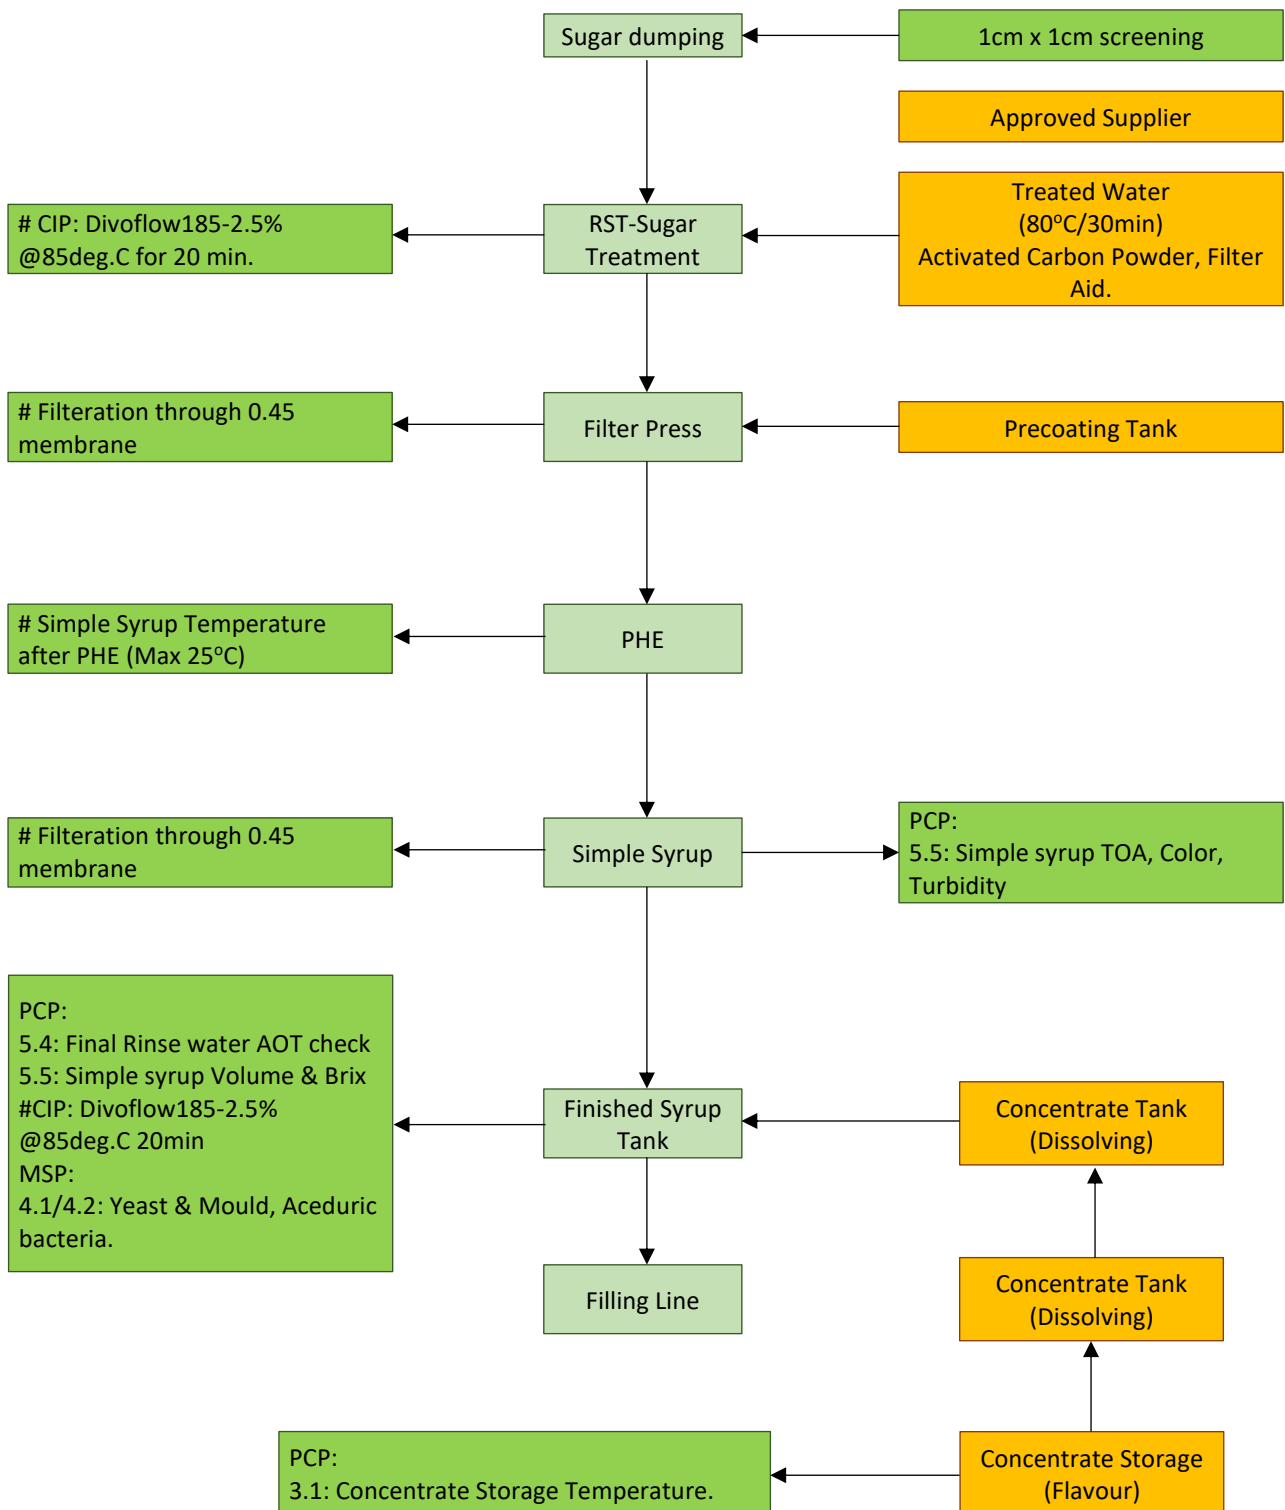 Sugar dumping
1cm x 1cm screening
Approved Supplier
# CIP: Divoflow185-2.5%
@85deg.C for 20 min.
RST-Sugar
Treatment
Treated Water
(80°C/30min)
Activated Carbon Powder, Filter
Aid.
# Filteration through 0.45
membrane
Filter Press
Precoating Tank
# Simple Syrup Temperature
after PHE (Max 25°C)
PHE
# Filteration through 0.45
membrane
Simple Syrup
PCP:
5.5: Simple syrup TOA, Color,
Turbidity
PCP:
5.4: Final Rinse water AOT check
5.5: Simple syrup Volume & Brix
#CIP: Divoflow185-2.5%
@85deg.C 20min
MSP:
4.1/4.2: Yeast & Mould, Aceduric
bacteria.
Finished Syrup
Tank
Concentrate Tank
(Dissolving)
Filling Line
Concentrate Tank
(Dissolving)
PCP:
3.1: Concentrate Storage Temperature.
Concentrate Storage
(Flavour)